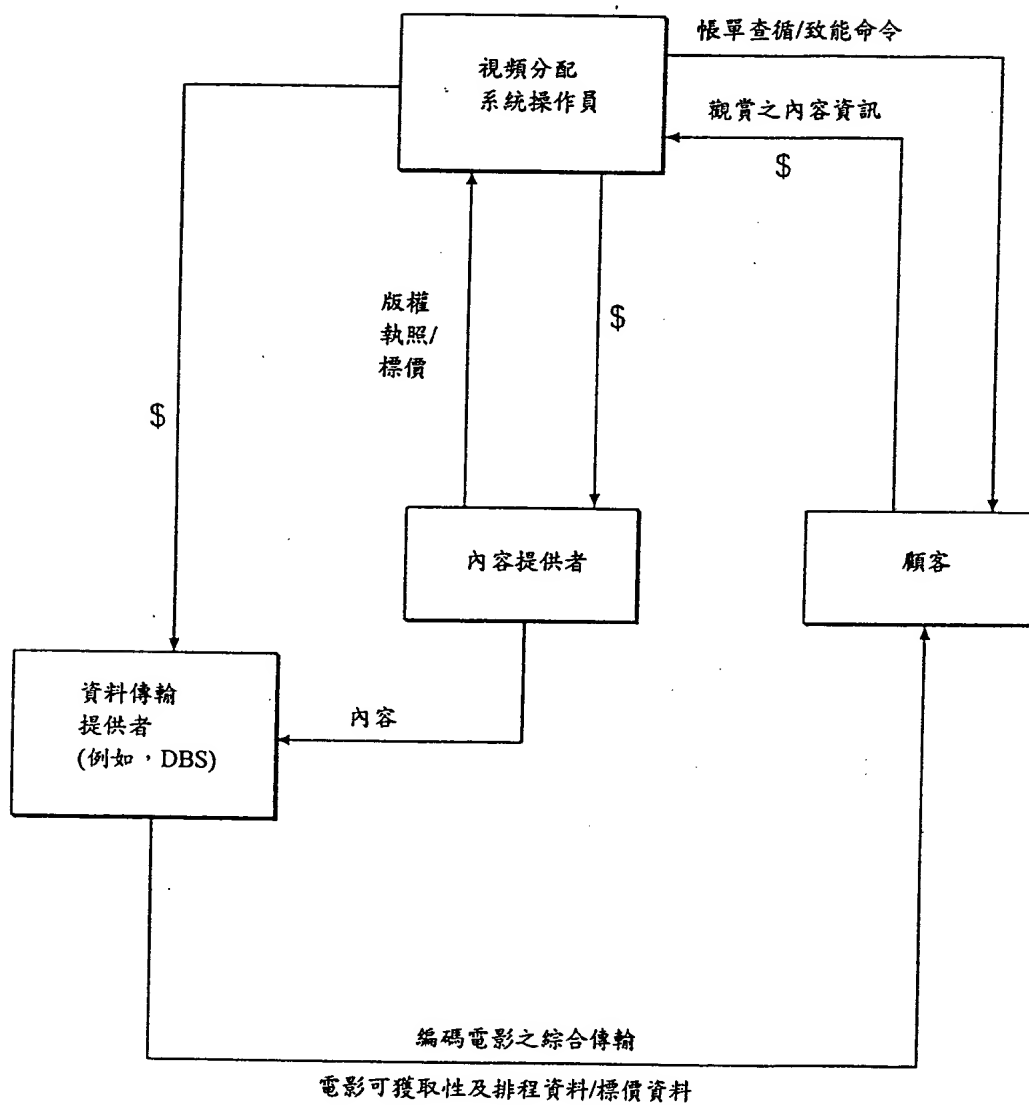 帳單查循/致能命令
視頻分配
系統操作員
觀賞之內容資訊
$
版權
執照/
標價
$
$
內容提供者
顧客
資料傳輸
提供者
(例如，DBS)
內容
編碼電影之綜合傳輸
電影可獲取性及排程資料/標價資料